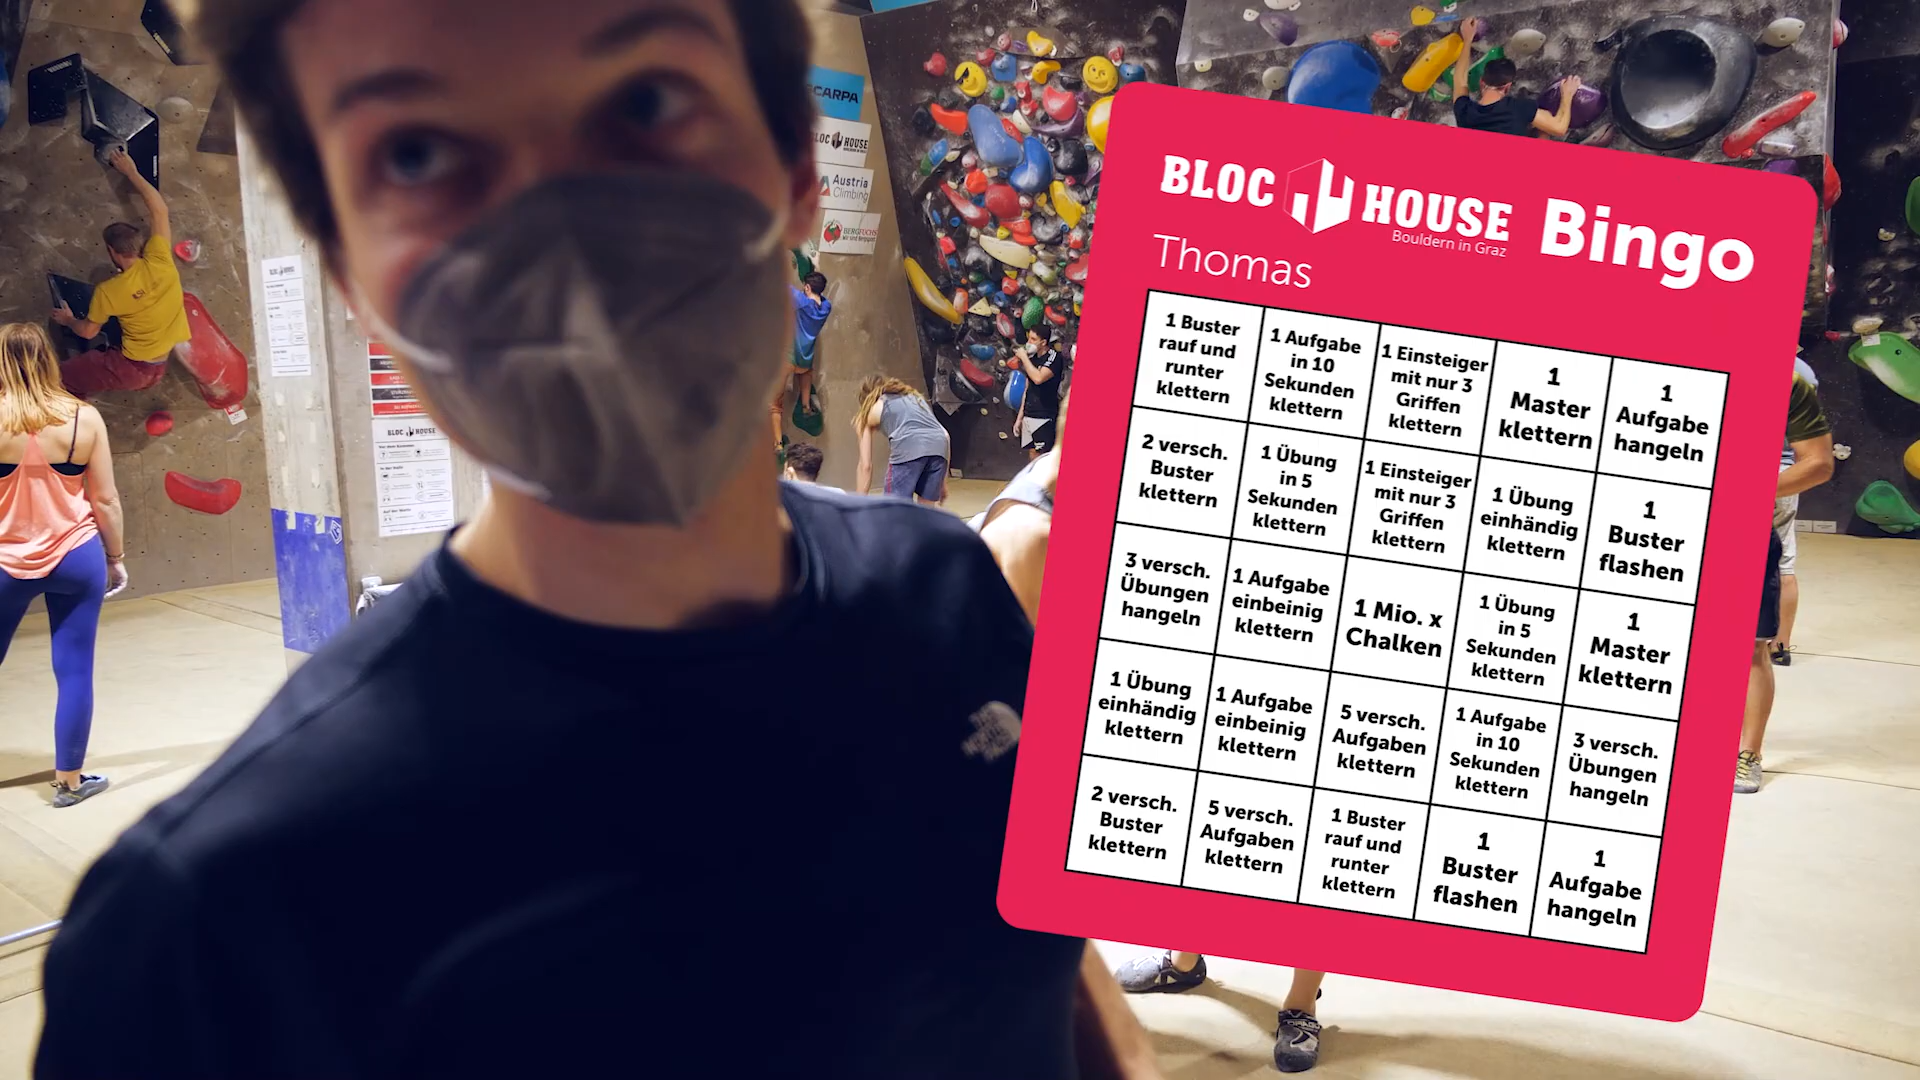 CARPA
BLOC HOUSE
Austria
Climbing
BERGFUCHS
BLOC HOUSE
BLOC HOUSE Bingo
Bouldern in Graz
Thomas
1 Buster
rauf und
runter
klettern
1 Aufgabe
in 10
Sekunden
klettern
1 Einsteiger
mit nur 3
Griffen
klettern
1
Master
klettern
1
Aufgabe
hangeln
2 versch.
Buster
klettern
1 Übung
in 5
Sekunden
klettern
1 Einsteiger
mit nur 3
Griffen
klettern
1 Übung
einhändig
klettern
1
Buster
flashen
3 versch.
Übungen
hangeln
1 Aufgabe
einbeinig
klettern
1 Mio. x
Chalken
1 Übung
in 5
Sekunden
klettern
1
Master
klettern
1 Übung
einhändig
klettern
1 Aufgabe
einbeinig
klettern
5 versch.
Aufgaben
klettern
1 Aufgabe
in 10
Sekunden
klettern
3 versch.
Übungen
hangeln
2 versch.
Buster
klettern
5 versch.
Aufgaben
klettern
1 Buster
rauf und
runter
klettern
1
Buster
flashen
1
Aufgabe
hangeln